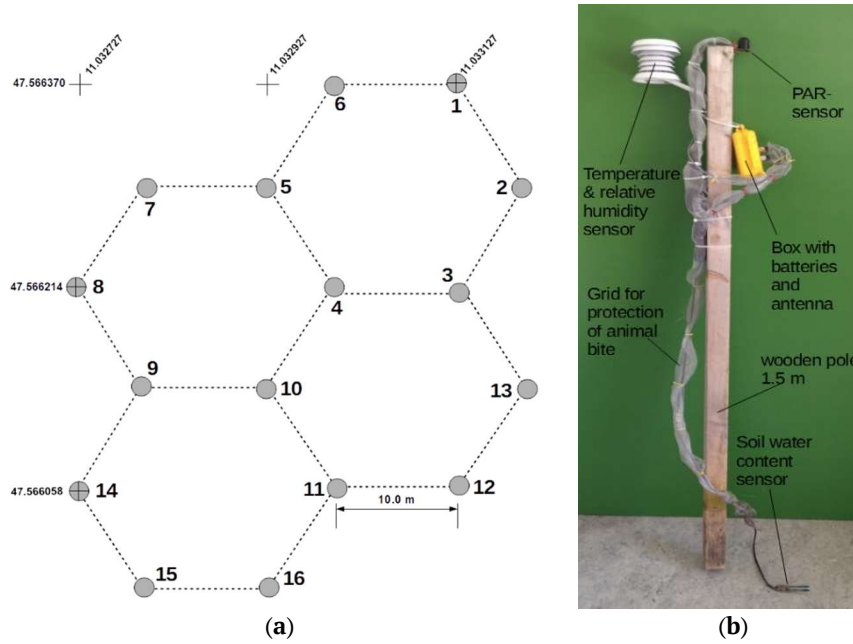 11.032727
11.032927
11.033127
47.566370
6
1
7
5
2
47.566214
8
4
3
9
10
13
47.566058
14
11
12
10.0 m
15
16
(a)
PAR-
sensor
Temperature
& relative
humidity
sensor
Box with
batteries
and
antenna
Grid for
protection
of animal
bite
wooden pole
1.5 m
Soil water
content
sensor
(b)